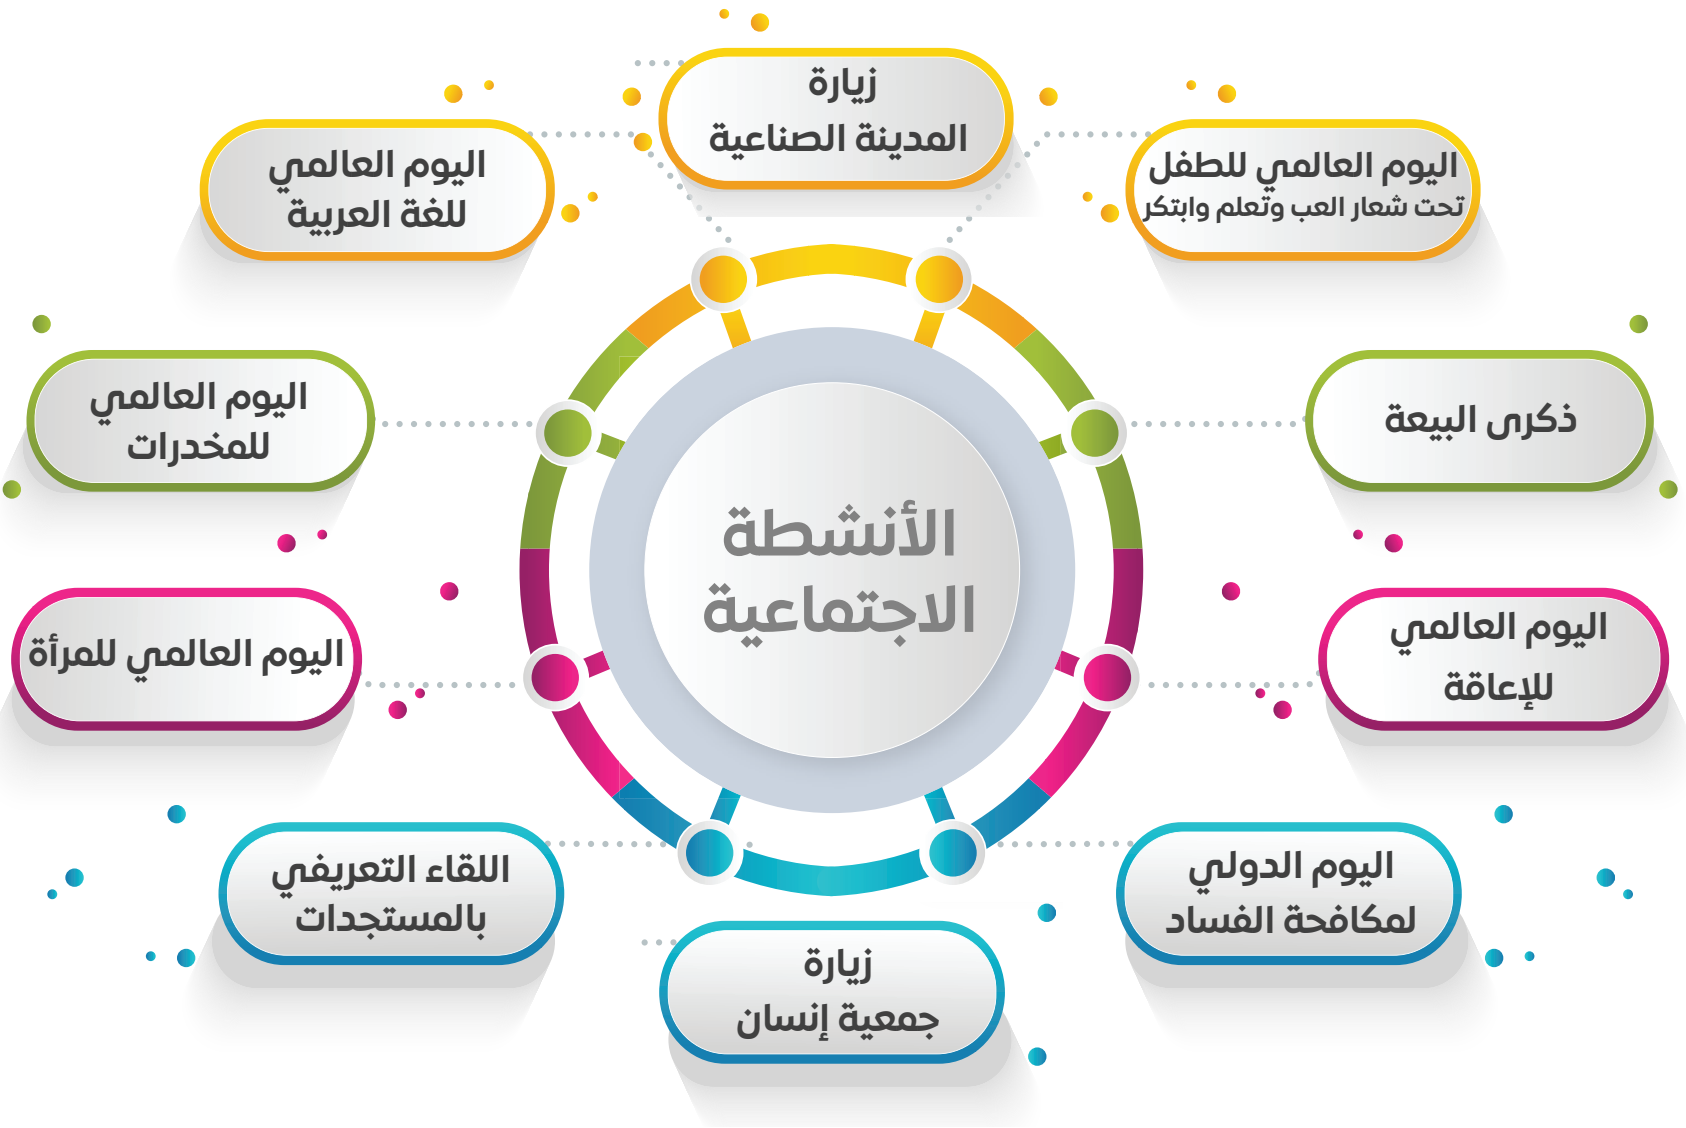 زيارة
المدينة الصناعية
اليوم العالمي للطفل
تحت شعار العب وتعلم وابتكر
اليوم العالمي
للغة العربية
ذكرى البيعة
اليوم العالمي
للمخدرات
الأنشطة
الاجتماعية
اليوم العالمي
للإعاقة
اليوم العالمي للمرأة
اليوم الدولي
لمكافحة الفساد
اللقاء التعريفي
بالمستجدات
زيارة
جمعية إنسان